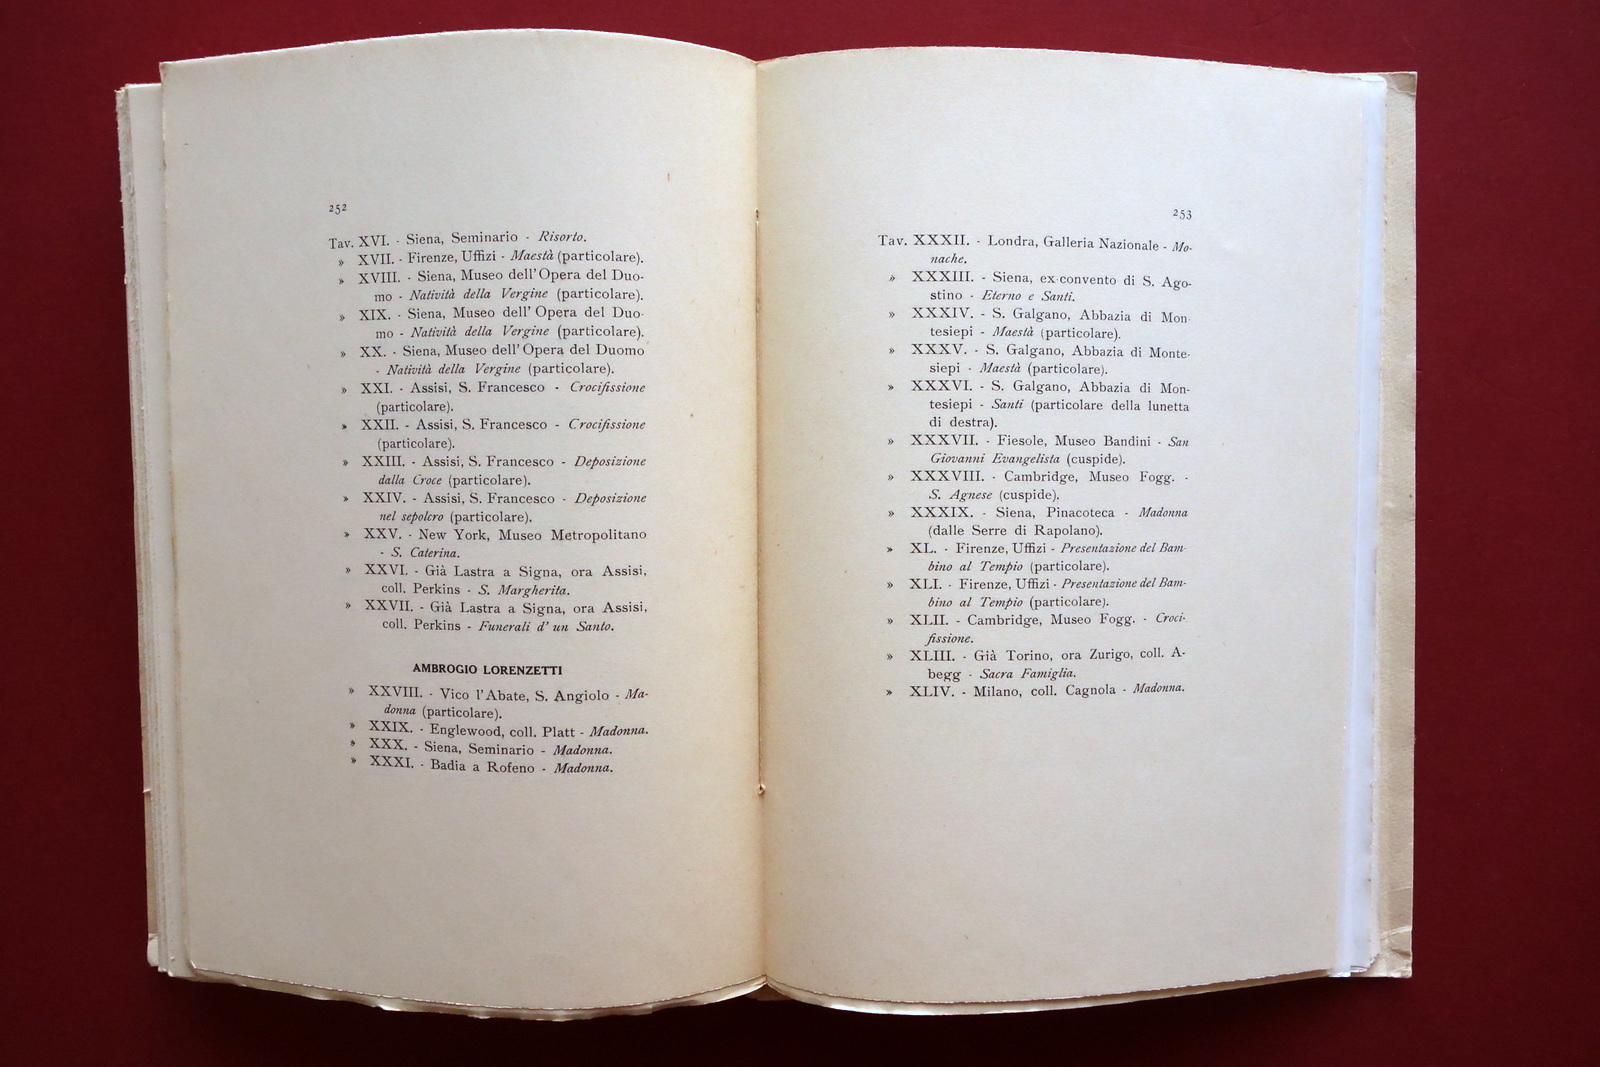 252
Tav. XVI. - Siena, Seminario - Risorto.
» XVII. - Firenze, Uffizi - Maestà (particolare).
» XVIII. - Siena, Museo dell'Opera del Duo-
mo - Natività della Vergine (particolare).
» XIX. - Siena, Museo dell'Opera del Duo-
mo - Natività della Vergine (particolare).
» XX. - Siena, Museo dell'Opera del Duomo
- Natività della Vergine (particolare).
» XXI. - Assisi, S. Francesco - Crocifissione
(particolare).
» XXII. - Assisi, S. Francesco - Crocifissione
(particolare).
» XXIII. - Assisi, S. Francesco - Deposizione
dalla Croce (particolare).
» XXIV. - Assisi, S. Francesco - Deposizione
nel sepolcro (particolare).
» XXV. - New York, Museo Metropolitano
- S. Caterina.
» XXVI. - Già Lastra a Signa, ora Assisi,
coll. Perkins - S. Margherita.
» XXVII. - Già Lastra a Signa, ora Assisi,
coll. Perkins - Funerali d'un Santo.
AMBROGIO LORENZETTI
» XXVIII. - Vico l'Abate, S. Angiolo - Ma-
donna (particolare).
» XXIX. - Englewood, coll. Platt - Madonna.
» XXX. - Siena, Seminario - Madonna.
» XXXI. - Badia a Rofeno - Madonna.
253
Tav. XXXII. - Londra, Galleria Nazionale - Mo-
nache.
» XXXIII. - Siena, ex-convento di S. Ago-
stino - Eterno e Santi.
» XXXIV. - S. Galgano, Abbazia di Mon-
tesiepi - Maestà (particolare).
» XXXV. - S. Galgano, Abbazia di Monte-
siepi - Maestà (particolare).
» XXXVI. - S. Galgano, Abbazia di Mon-
tesiepi - Santi (particolare della lunetta
di destra).
» XXXVII. - Fiesole, Museo Bandini - San
Giovanni Evangelista (cuspide).
» XXXVIII. - Cambridge, Museo Fogg. -
S. Agnese (cuspide).
» XXXIX. - Siena, Pinacoteca - Madonna
(dalle Serre di Rapolano).
» XL. - Firenze, Uffizi - Presentazione del Bam-
bino al Tempio (particolare).
» XLI. - Firenze, Uffizi - Presentazione del Bam-
bino al Tempio (particolare).
» XLII. - Cambridge, Museo Fogg. - Croci-
fissione.
» XLIII. - Già Torino, ora Zurigo, coll. A-
begg - Sacra Famiglia.
» XLIV. - Milano, coll. Cagnola - Madonna.